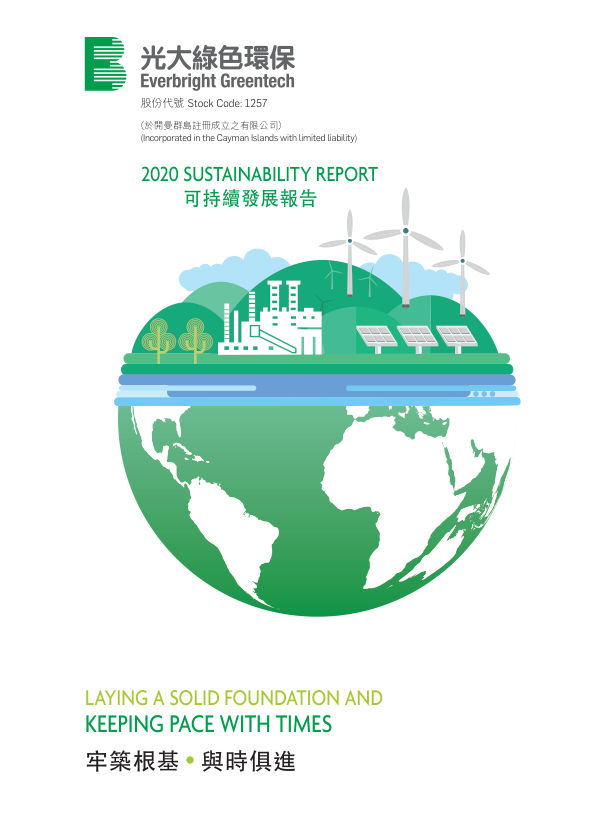 光大綠色環保
Everbright Greentech
股份代號 Stock Code: 1257
(於開曼群島註冊成立之有限公司)
(Incorporated in the Cayman Islands with limited liability)
2020 SUSTAINABILITY REPORT
可持續發展報告
LAYING A SOLID FOUNDATION AND
KEEPING PACE WITH TIMES
牢築根基 • 與時俱進